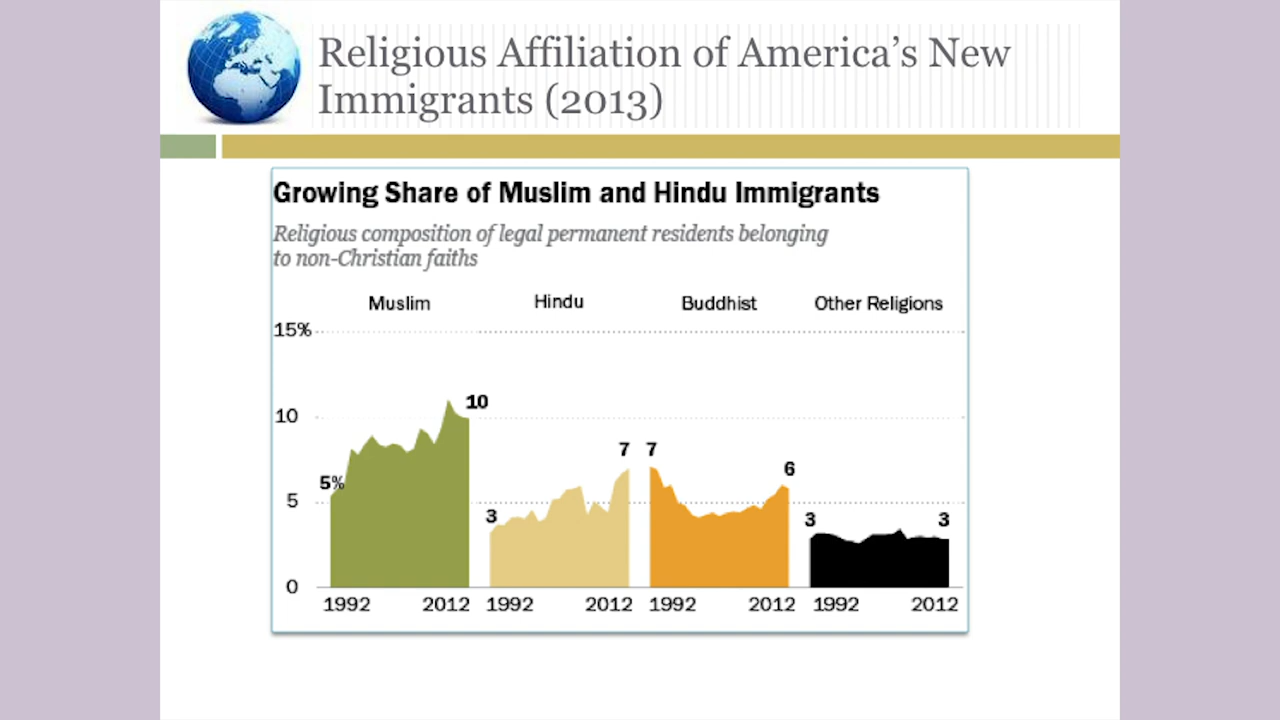 Religious Affiliation of America’s New
Immigrants (2013)
Growing Share of Muslim and Hindu Immigrants
Religious composition of legal permanent residents belonging
to non-Christian faiths
Muslim Hindu Buddhist Other Religions
15%
10
5
0
5% 10
3 7
7 6
3 3
1992 2012 1992 2012 1992 2012 1992 2012